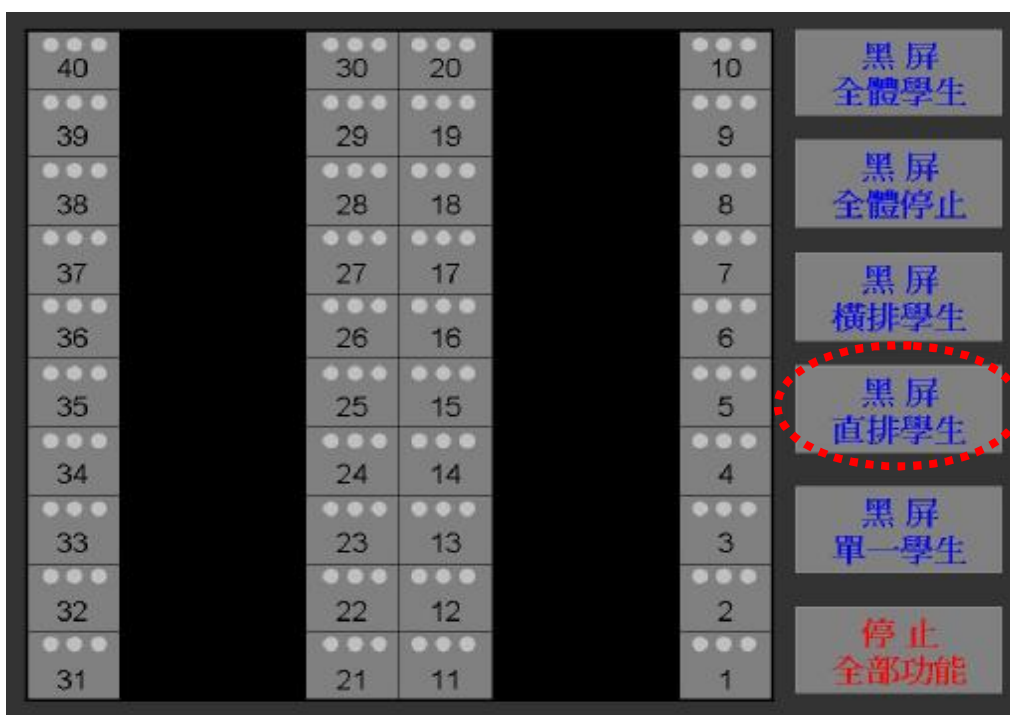 40 30 20 10
39 29 19 9
38 28 18 8
37 27 17 7
36 26 16 6
35 25 15 5
34 24 14 4
33 23 13 3
32 22 12 2
31 21 11 1
黑 屏
全體學生
黑 屏
全體停止
黑 屏
橫排學生
黑 屏
直排學生
黑 屏
單一學生
停 止
全部功能